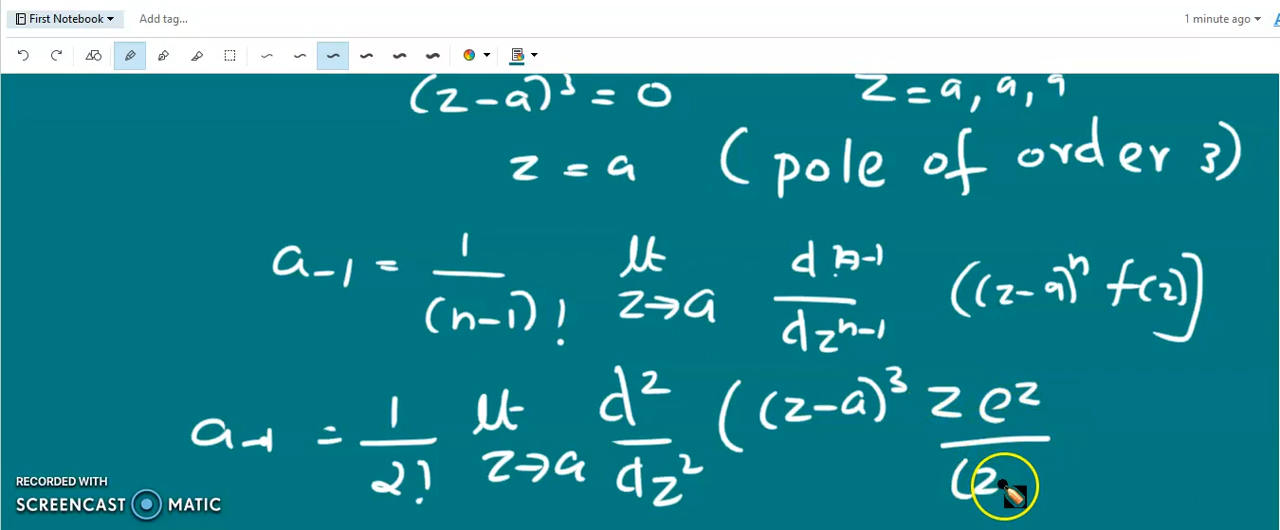 First Notebook Add tag... 1 minute ago
(z-a)³ = 0 z = a, a, a
z = a (pole of order 3)
a₋₁ = 1/(n-1)! lt z→a dⁿ⁻¹/dzⁿ⁻¹ ((z-a)ⁿ f(z)]
a₋₁ = 1/2! lt z→a d²/dz² ((z-a)³ z eᶻ/(z
RECORDED WITH
SCREENCAST MATIC